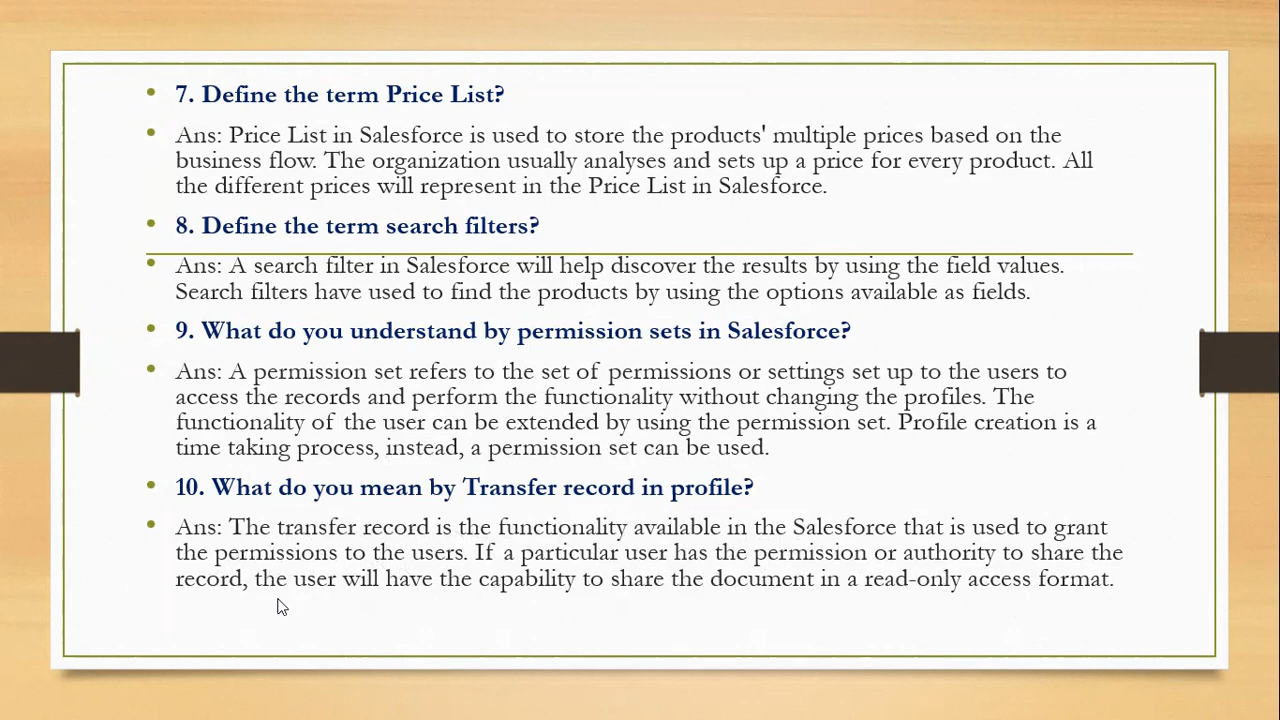 • 7. Define the term Price List?
• Ans: Price List in Salesforce is used to store the products' multiple prices based on the
business flow. The organization usually analyses and sets up a price for every product. All
the different prices will represent in the Price List in Salesforce.
• 8. Define the term search filters?
• Ans: A search filter in Salesforce will help discover the results by using the field values.
Search filters have used to find the products by using the options available as fields.
• 9. What do you understand by permission sets in Salesforce?
• Ans: A permission set refers to the set of permissions or settings set up to the users to
access the records and perform the functionality without changing the profiles. The
functionality of the user can be extended by using the permission set. Profile creation is a
time taking process, instead, a permission set can be used.
• 10. What do you mean by Transfer record in profile?
• Ans: The transfer record is the functionality available in the Salesforce that is used to grant
the permissions to the users. If a particular user has the permission or authority to share the
record, the user will have the capability to share the document in a read-only access format.